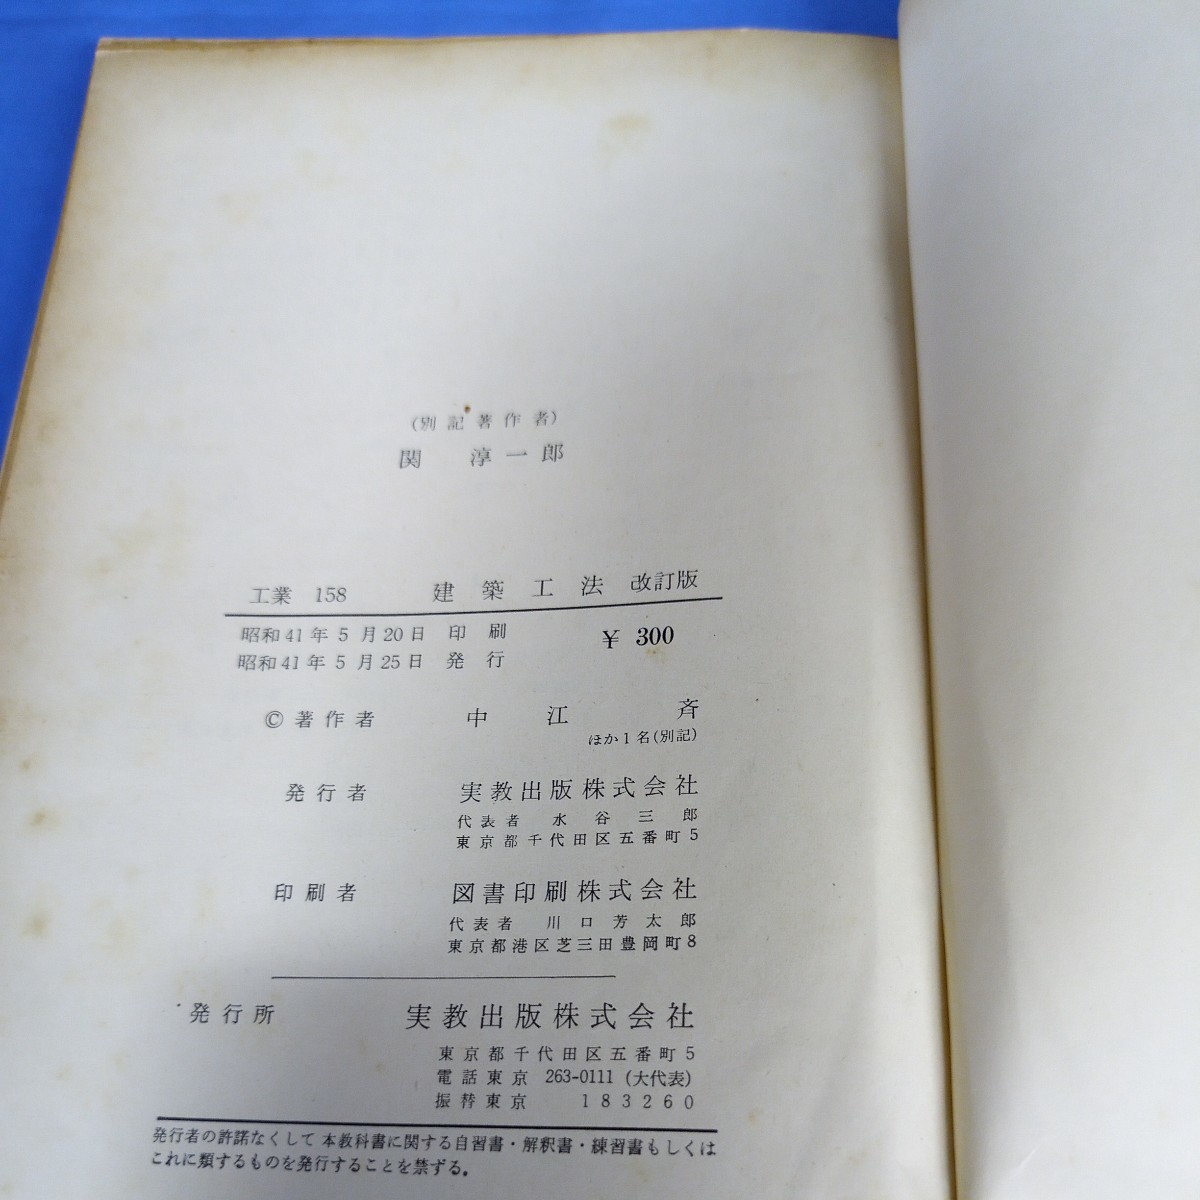 (別記著作者)
関 淳一郎
工業 158 建築工法 改訂版
昭和41年5月20日 印刷 ¥ 300
昭和41年5月25日 発行
©著作者 中江 斉
ほか1名(別記)
発行者 実教出版株式会社
代表者 水谷三郎
東京都千代田区五番町5
印刷者 図書印刷株式会社
代表者 川口芳太郎
東京都港区芝三田豊岡町8
発行所 実教出版株式会社
東京都千代田区五番町5
電話東京 263-0111 (大代表)
振替東京 183260
発行者の許諾なくして本教科書に関する自習書・解釈書・練習書もしくは
これに類するものを発行することを禁ずる。